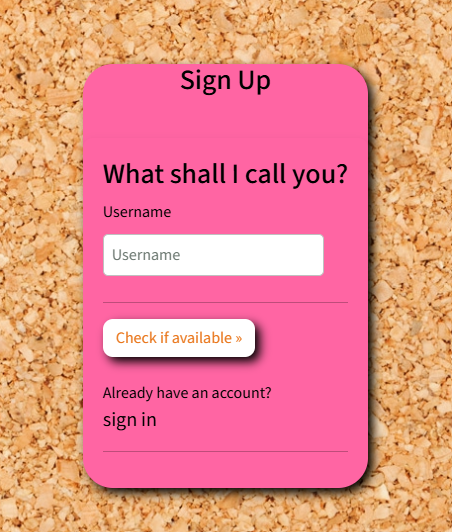 Sign Up
What shall I call you?
Username
Username
Check if available »
Already have an account?
sign in